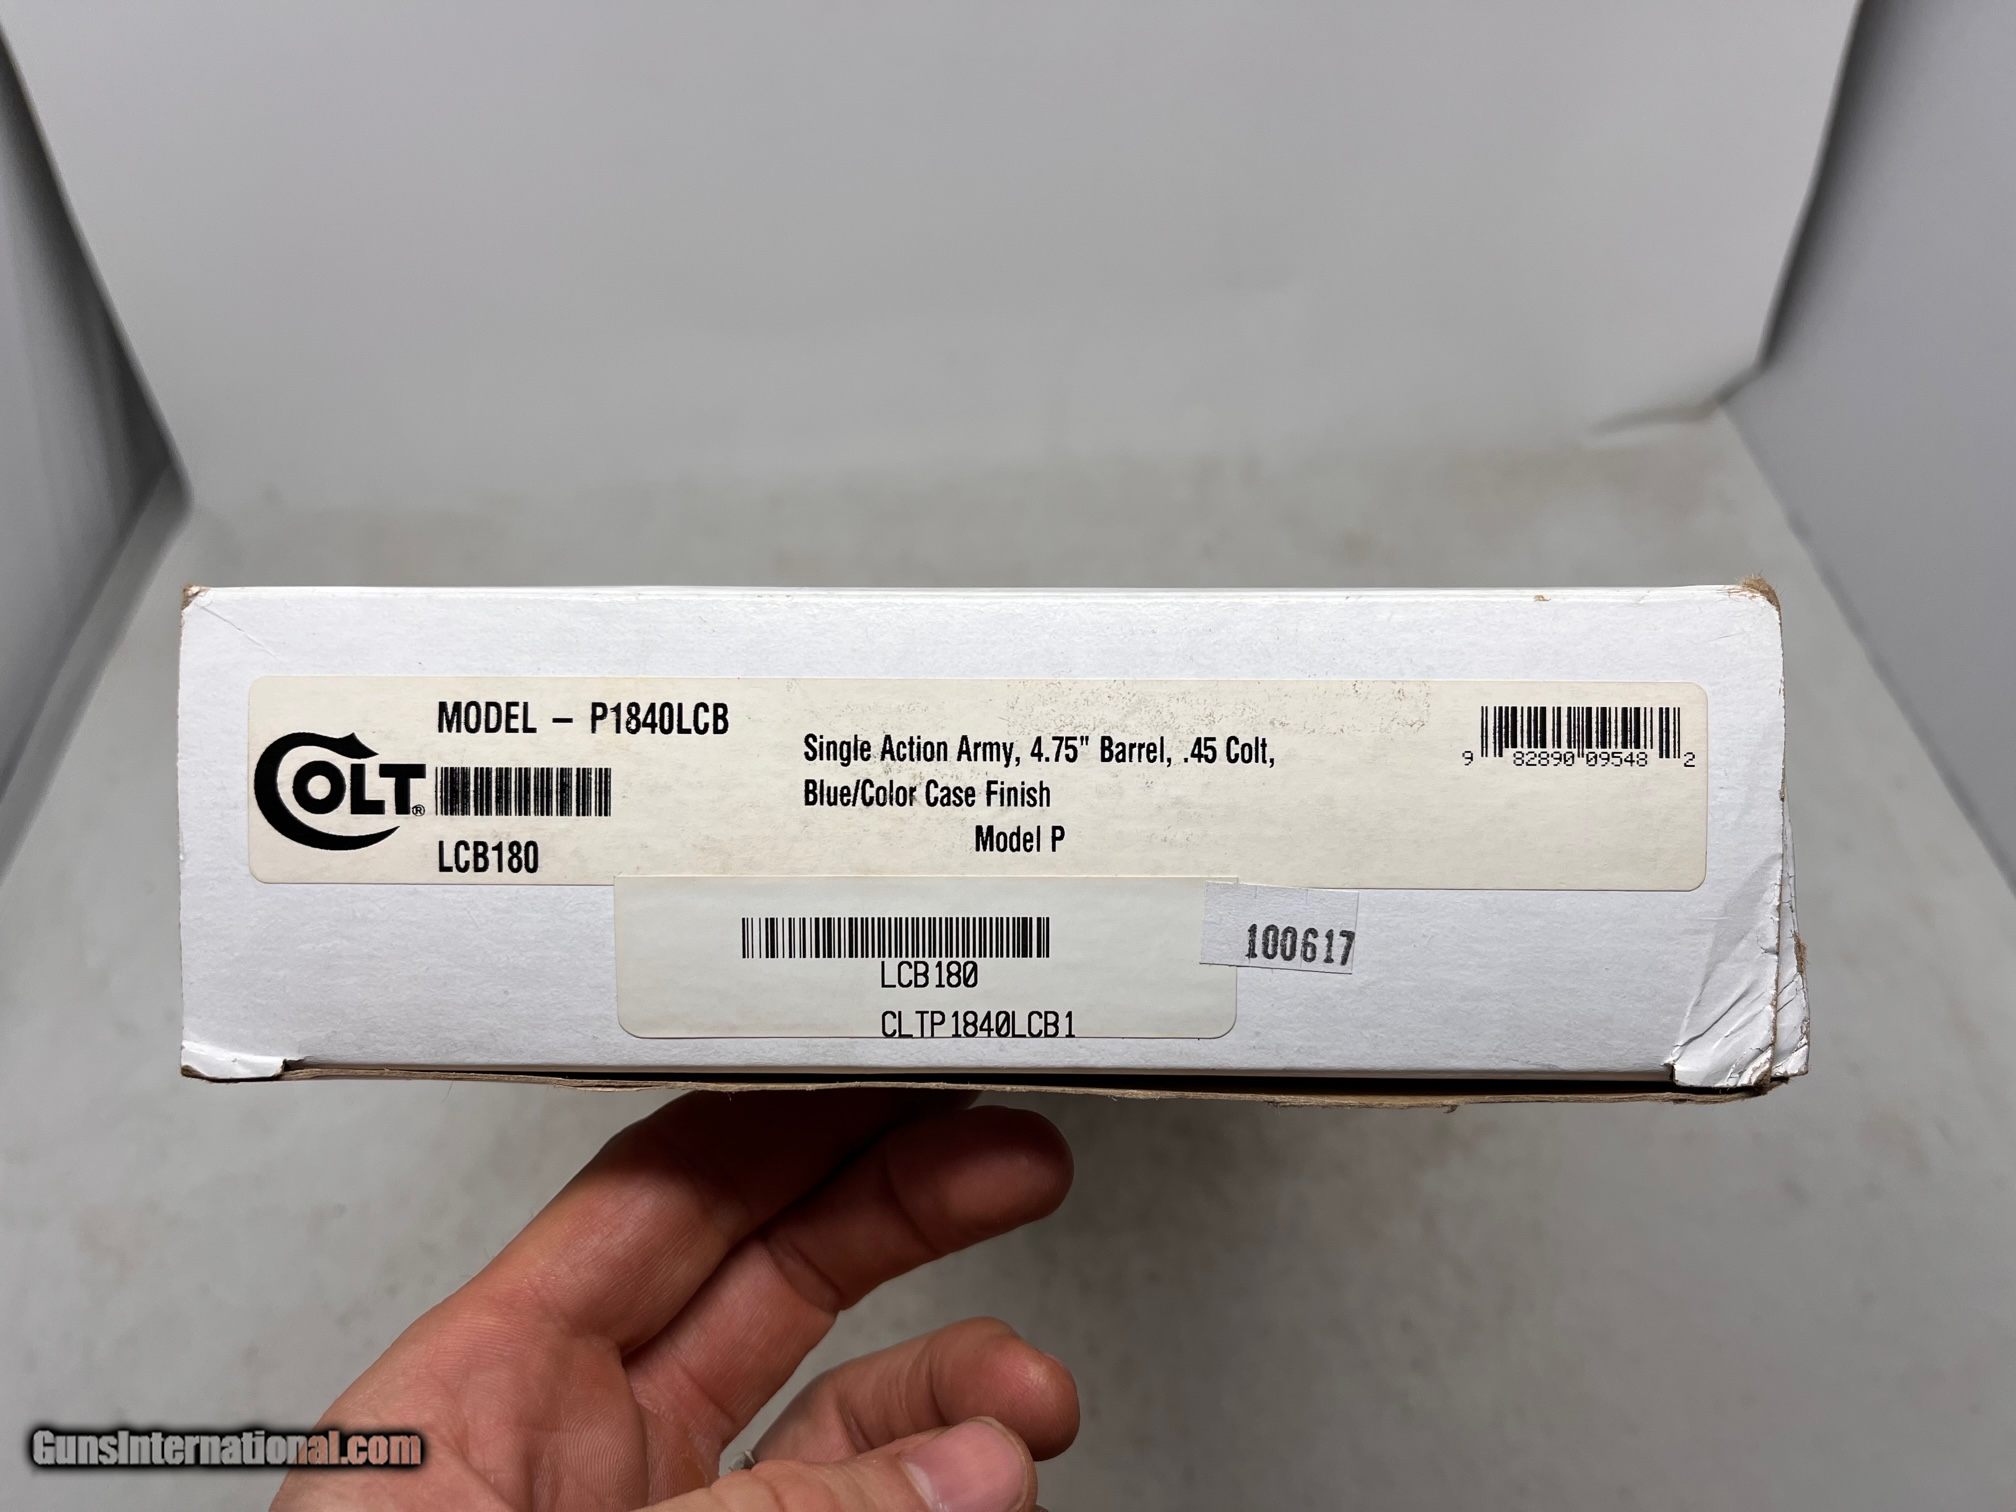 MODEL – P1840LCB
COLT®
LCB180
Single Action Army, 4.75" Barrel, .45 Colt,
Blue/Color Case Finish
Model P
9 82890 09548 2
LCB180
CLTP1840LCB1
100617
GunsInternational.com